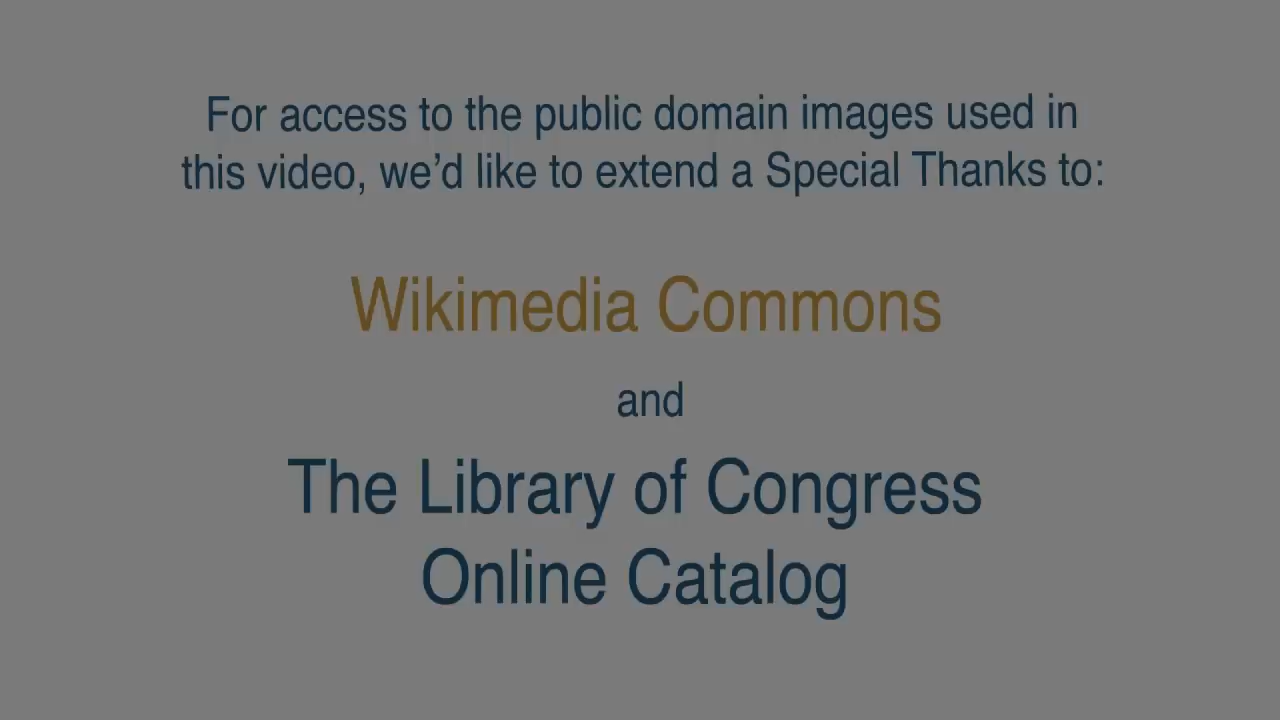 For access to the public domain images used in
this video, we’d like to extend a Special Thanks to:
Wikimedia Commons
and
The Library of Congress
Online Catalog